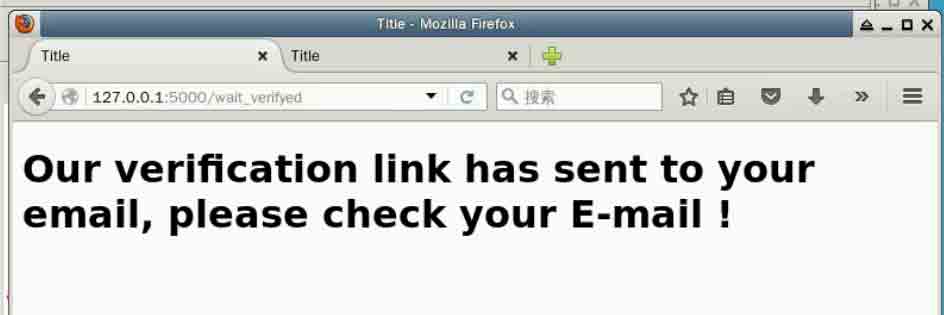 Title - Mozilla Firefox
Title Title
127.0.0.1:5000/wait_verifyed 搜索
Our verification link has sent to your
email, please check your E-mail !